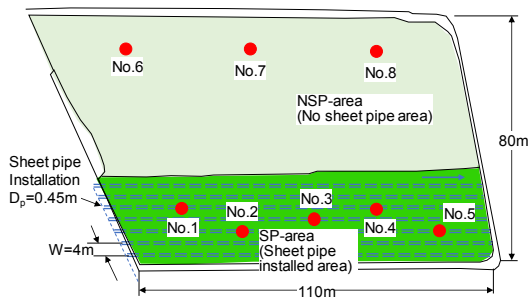 No.6
No.7
No.8
NSP-area
(No sheet pipe area)
80m
Sheet pipe
Installation
Dp=0.45m
No.3
No.1
No.2
No.4
No.5
SP-area
(Sheet pipe
installed area)
W=4m
110m